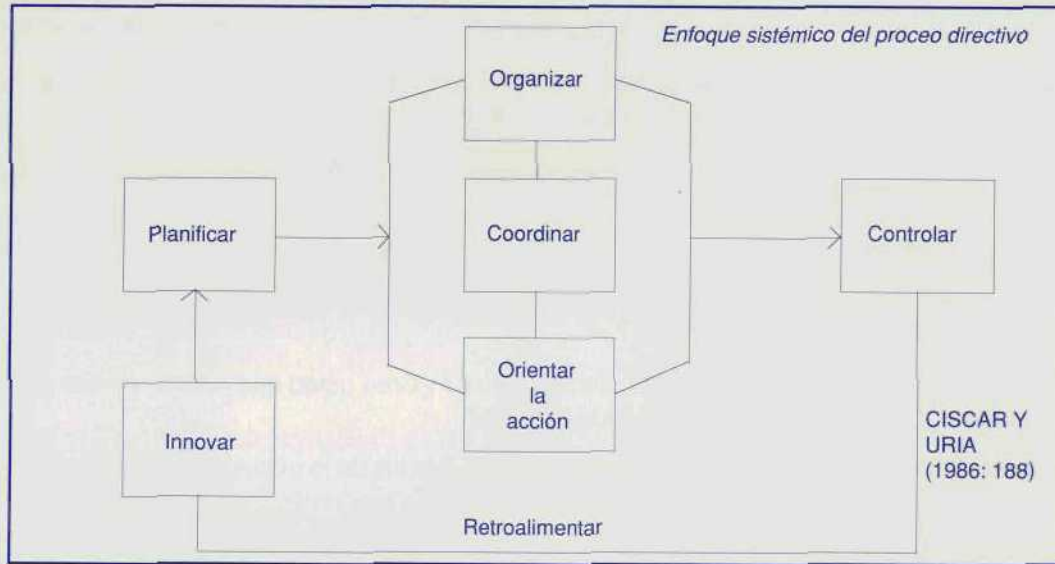 Enfoque sistémico del proceo directivo
Organizar
Planificar
Coordinar
Controlar
Orientar
la
acción
Innovar
CISCAR Y
URIA
(1986: 188)
Retroalimentar